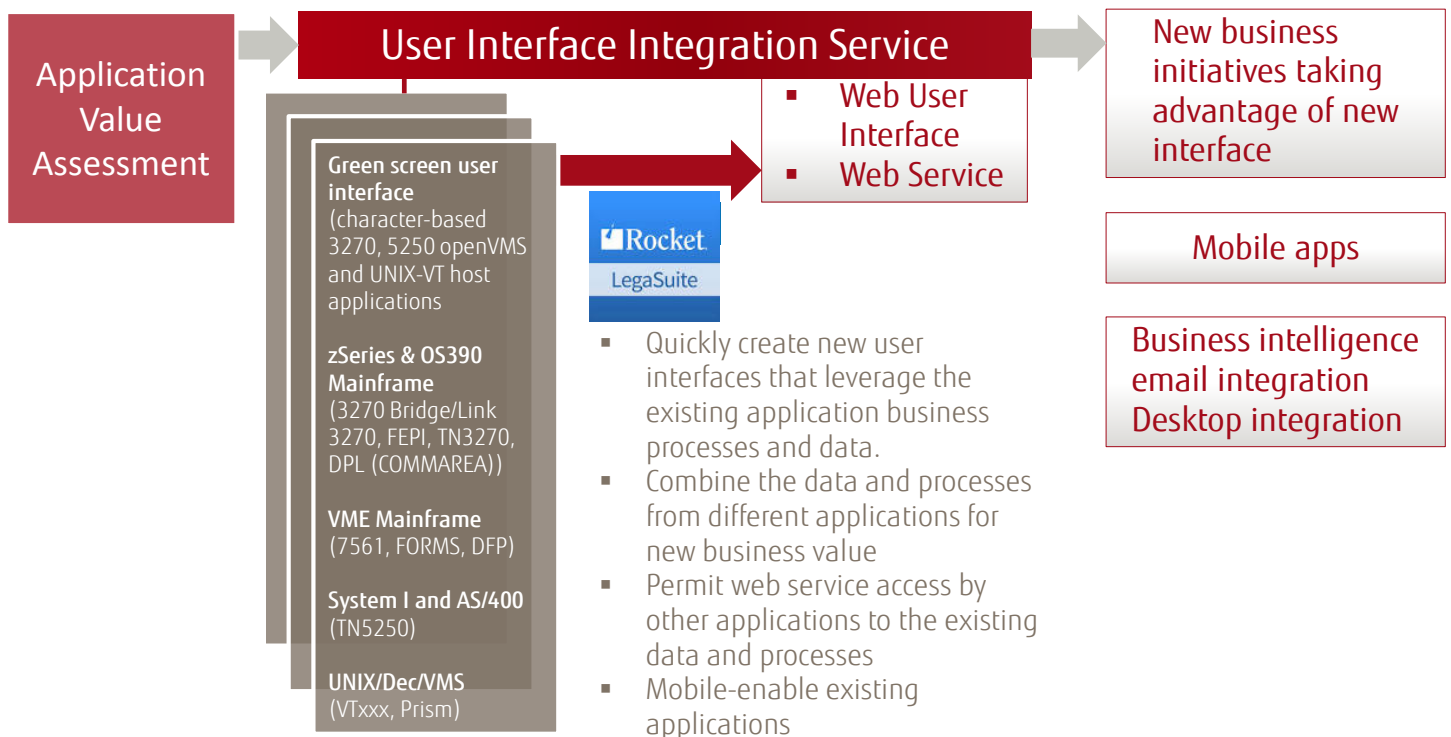 Application
Value
Assessment
User Interface Integration Service
Green screen user
interface
(character-based
3270, 5250 openVMS
and UNIX-VT host
applications
zSeries & OS390
Mainframe
(3270 Bridge/Link
3270, FEPI, TN3270,
DPL (COMMAREA))
VME Mainframe
(7561, FORMS, DFP)
System I and AS/400
(TN5250)
UNIX/Dec/VMS
(VTxxx, Prism)
▪ Web User
Interface
▪ Web Service
Rocket
LegaSuite
▪ Quickly create new user
interfaces that leverage the
existing application business
processes and data.
▪ Combine the data and processes
from different applications for
new business value
▪ Permit web service access by
other applications to the existing
data and processes
▪ Mobile-enable existing
applications
New business
initiatives taking
advantage of new
interface
Mobile apps
Business intelligence
email integration
Desktop integration